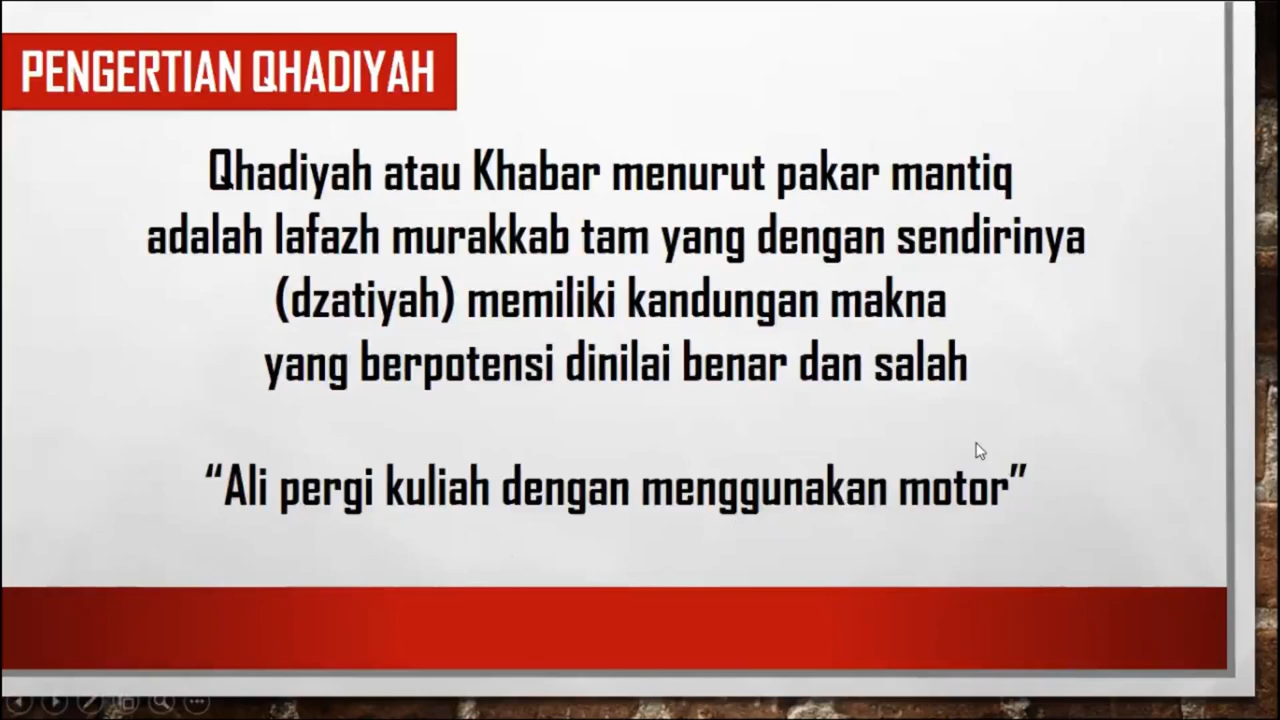 PENGERTIAN QHADIYAH
Qhadiyah atau Khabar menurut pakar mantiq
adalah lafazh murakkab tam yang dengan sendirinya
(dzatiyah) memiliki kandungan makna
yang berpotensi dinilai benar dan salah
“Ali pergi kuliah dengan menggunakan motor”